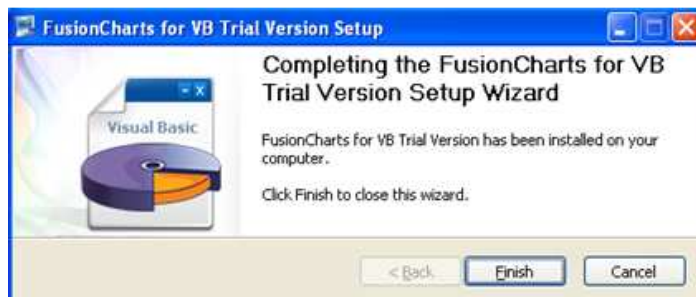 FusionCharts for VB Trial Version Setup
Visual Basic
Completing the FusionCharts for VB
Trial Version Setup Wizard
FusionCharts for VB Trial Version has been installed on your
computer.
Click Finish to close this wizard.
< Back
Finish
Cancel